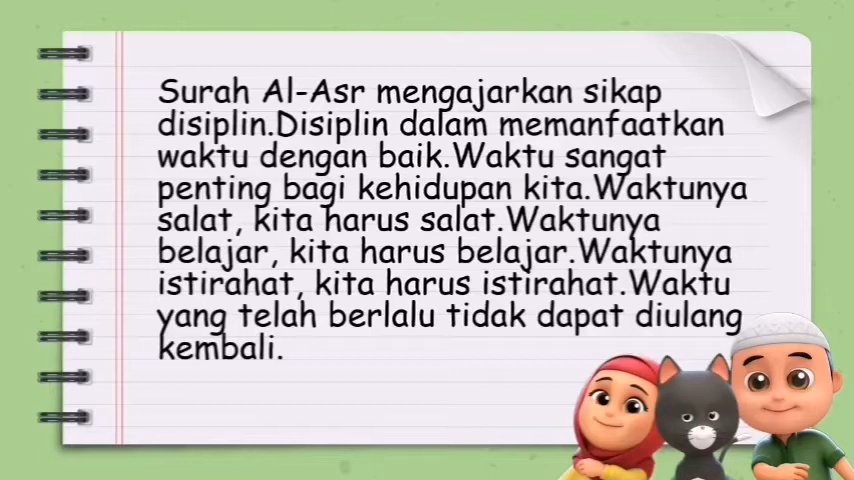 Surah Al-Asr mengajarkan sikap
disiplin.Disiplin dalam memanfaatkan
waktu dengan baik.Waktu sangat
penting bagi kehidupan kita.Waktunya
salat, kita harus salat.Waktunya
belajar, kita harus belajar.Waktunya
istirahat, kita harus istirahat.Waktu
yang telah berlalu tidak dapat diulang
kembali.